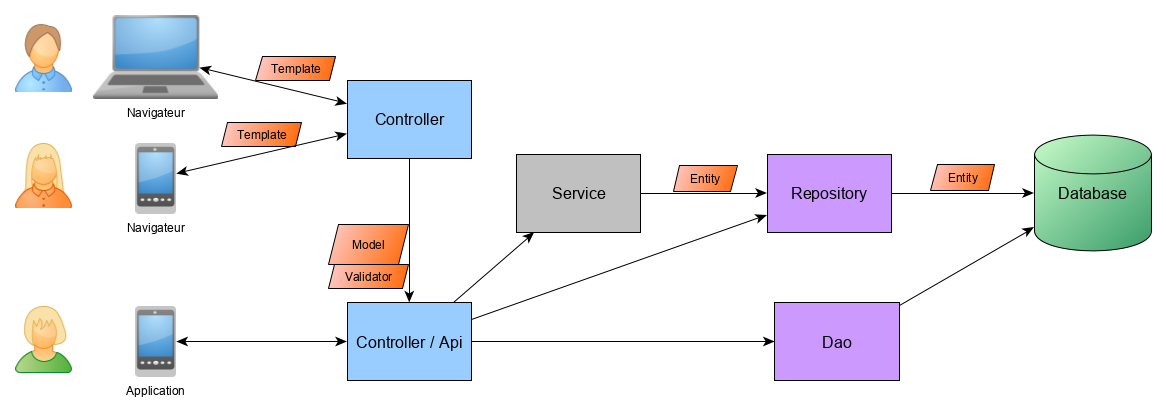 Template
Navigateur
Controller
Template
Navigateur
Service
Entity
Repository
Entity
Database
Model
Validator
Controller / Api
Dao
Application